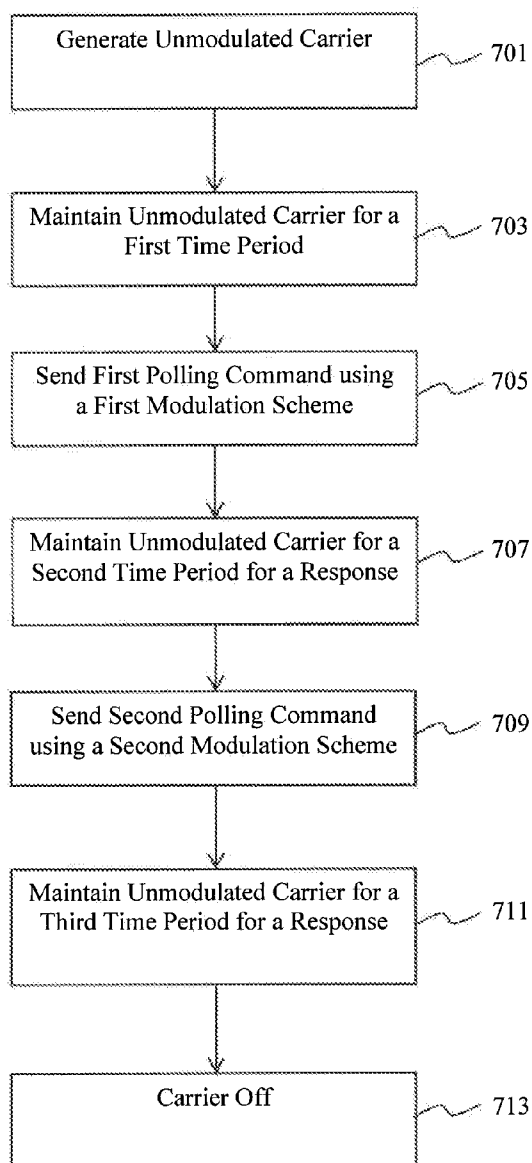 Generate Unmodulated Carrier
701
Maintain Unmodulated Carrier for a
First Time Period
703
Send First Polling Command using
a First Modulation Scheme
705
Maintain Unmodulated Carrier for a
Second Time Period for a Response
707
Send Second Polling Command
using a Second Modulation Scheme
709
Maintain Unmodulated Carrier for a
Third Time Period for a Response
711
Carrier Off
713